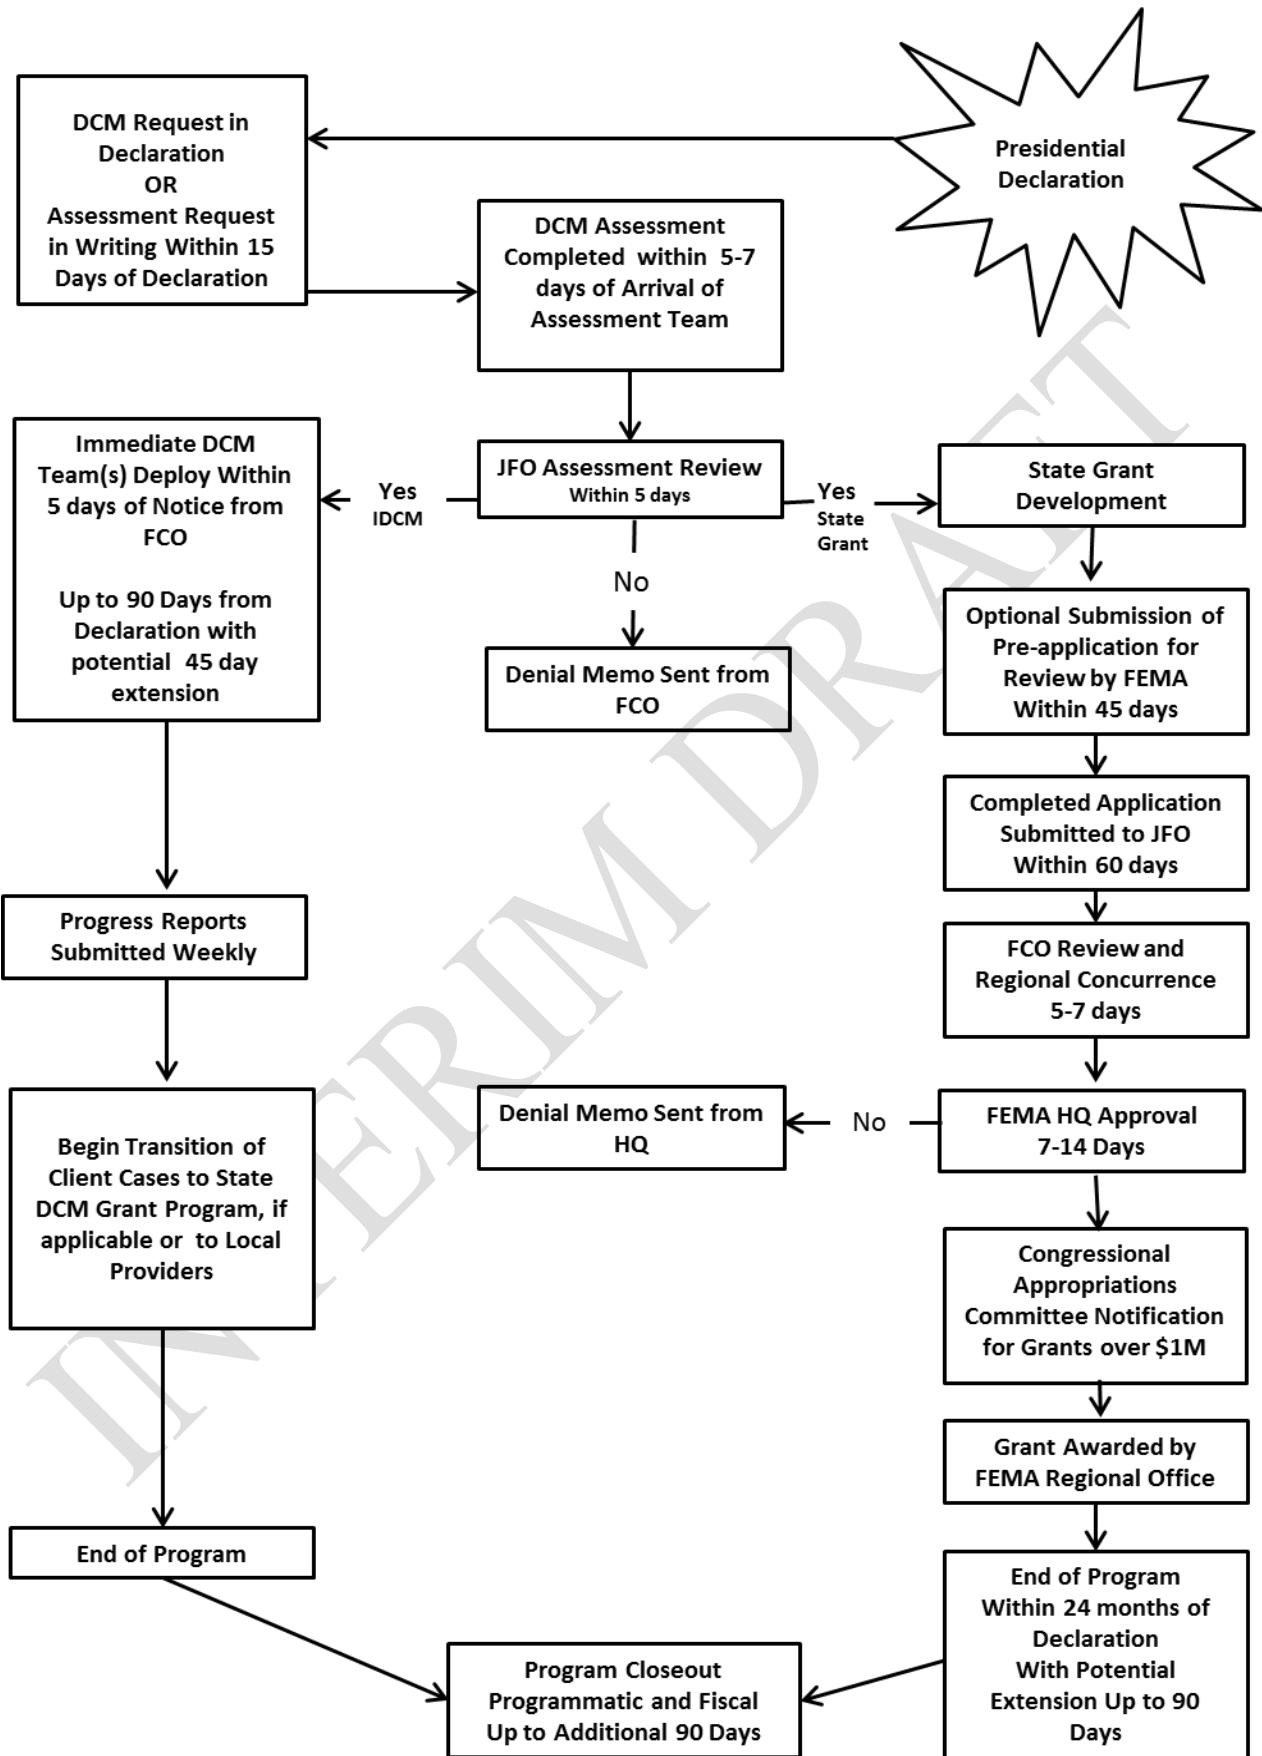 Presidential
Declaration
DCM Request in
Declaration
OR
Assessment Request
in Writing Within 15
Days of Declaration
DCM Assessment
Completed within 5-7
days of Arrival of
Assessment Team
JFO Assessment Review
Within 5 days
Yes
IDCM
No
Yes
State
Grant
Immediate DCM
Team(s) Deploy Within
5 days of Notice from
FCO
Up to 90 Days from
Declaration with
potential 45 day
extension
Denial Memo Sent from
FCO
State Grant
Development
Optional Submission of
Pre-application for
Review by FEMA
Within 45 days
Completed Application
Submitted to JFO
Within 60 days
Progress Reports
Submitted Weekly
FCO Review and
Regional Concurrence
5-7 days
Begin Transition of
Client Cases to State
DCM Grant Program, if
applicable or to Local
Providers
Denial Memo Sent from
HQ
No
FEMA HQ Approval
7-14 Days
Congressional
Appropriations
Committee Notification
for Grants over $1M
Grant Awarded by
FEMA Regional Office
End of Program
End of Program
Within 24 months of
Declaration
With Potential
Extension Up to 90
Days
Program Closeout
Programmatic and Fiscal
Up to Additional 90 Days
INTERIM DRAFT